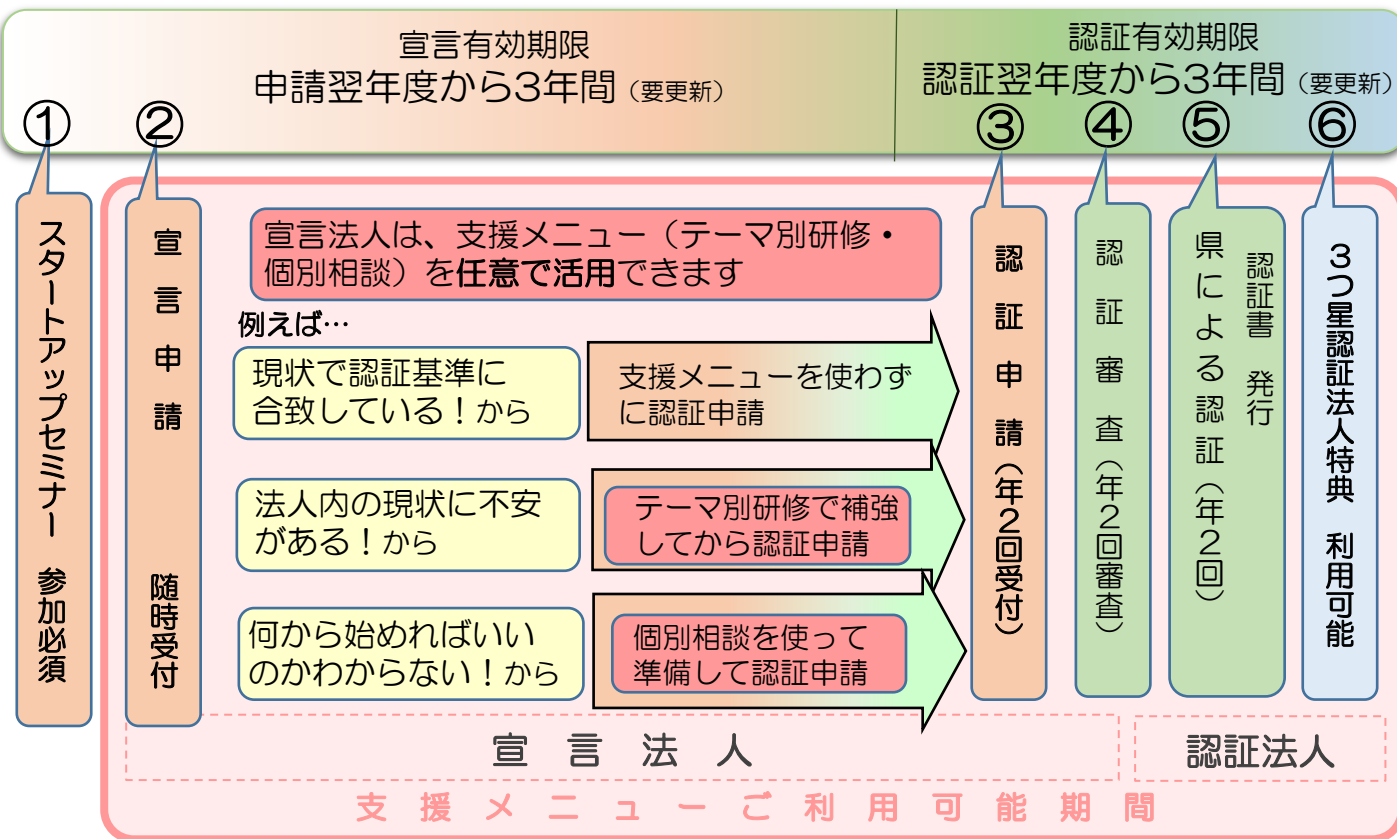 宣言有効期限
申請翌年度から3年間（要更新）
認証有効期限
認証翌年度から3年間（要更新）
①
②
③
④
⑤
⑥
スタートアップセミナー　参加必須
宣言申請　随時受付
宣言法人は、支援メニュー（テーマ別研修・
個別相談）を任意で活用できます
例えば…
現状で認証基準に
合致している！から
支援メニューを使わず
に認証申請
法人内の現状に不安
がある！から
テーマ別研修で補強
してから認証申請
何から始めればいい
のかわからない！から
個別相談を使って
準備して認証申請
認証申請（年２回受付）
認証審査（年２回審査）
県による認証（年２回）
認証書　発行
３つ星認証法人特典　利用可能
宣言法人
認証法人
支援メニューご利用可能期間